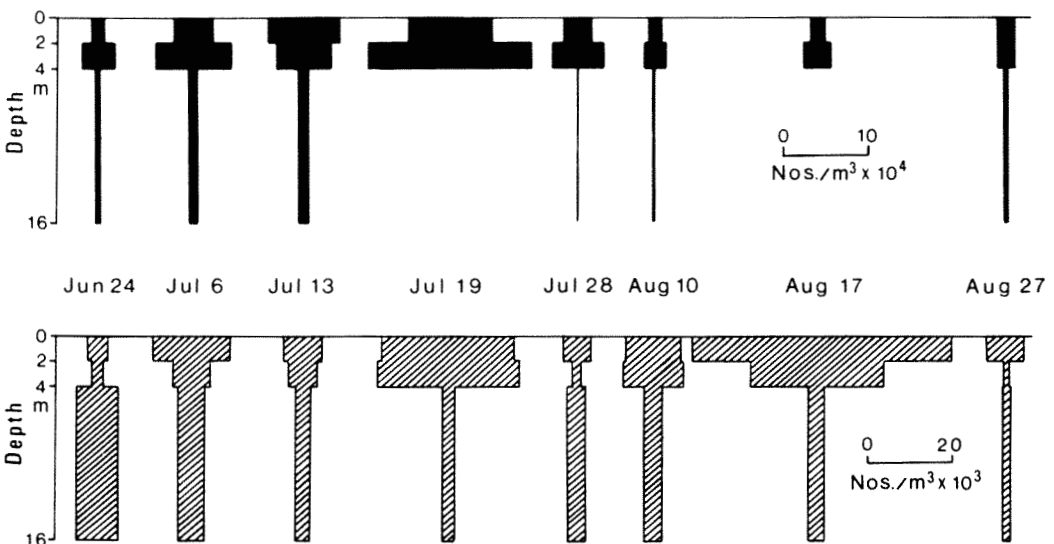 0
2
4
m
Depth
16
0 10
Nos./m³ x 10⁴
Jun 24 Jul 6 Jul 13 Jul 19 Jul 28 Aug 10 Aug 17 Aug 27
0
2
4
m
Depth
16
0 20
Nos./m³ x 10³